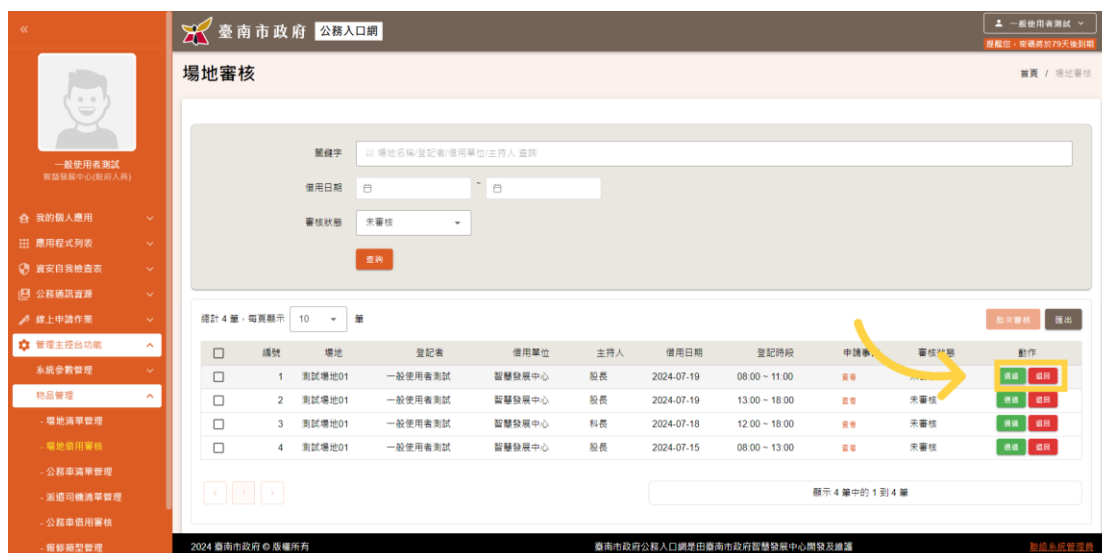 臺南市政府 公務入口網
一般使用者測試
提醒您，密碼將於79天後到期
場地審核
首頁 / 場地審核
一般使用者測試
智慧發展中心(駐府人員)
我的個人應用
應用程式列表
資安自我檢查表
公務通訊資源
線上申請作業
管理主控台功能
系統參數管理
物品管理
- 場地清單管理
- 場地借用審核
- 公務車清單管理
- 派遣司機清單管理
- 公務車借用審核
- 報修類型管理
關鍵字 以 場地名稱/登記者/借用單位/主持人 查詢
借用日期 ~
審核狀態 未審核
查詢
總計 4 筆，每頁顯示 10 筆
批次審核 匯出
編號 場地 登記者 借用單位 主持人 借用日期 登記時段 申請事 審核狀態 動作
1 測試場地01 一般使用者測試 智慧發展中心 股長 2024-07-19 08:00 ~ 11:00 查看 通過 退回
2 測試場地01 一般使用者測試 智慧發展中心 股長 2024-07-19 13:00 ~ 18:00 查看 未審核 通過 退回
3 測試場地01 一般使用者測試 智慧發展中心 科長 2024-07-18 12:00 ~ 18:00 查看 未審核 通過 退回
4 測試場地01 一般使用者測試 智慧發展中心 股長 2024-07-15 08:00 ~ 13:00 查看 未審核 通過 退回
1
顯示 4 筆中的 1 到 4 筆
2024 臺南市政府 © 版權所有
臺南市政府公務入口網是由臺南市政府智慧發展中心開發及維護
聯絡系統管理員